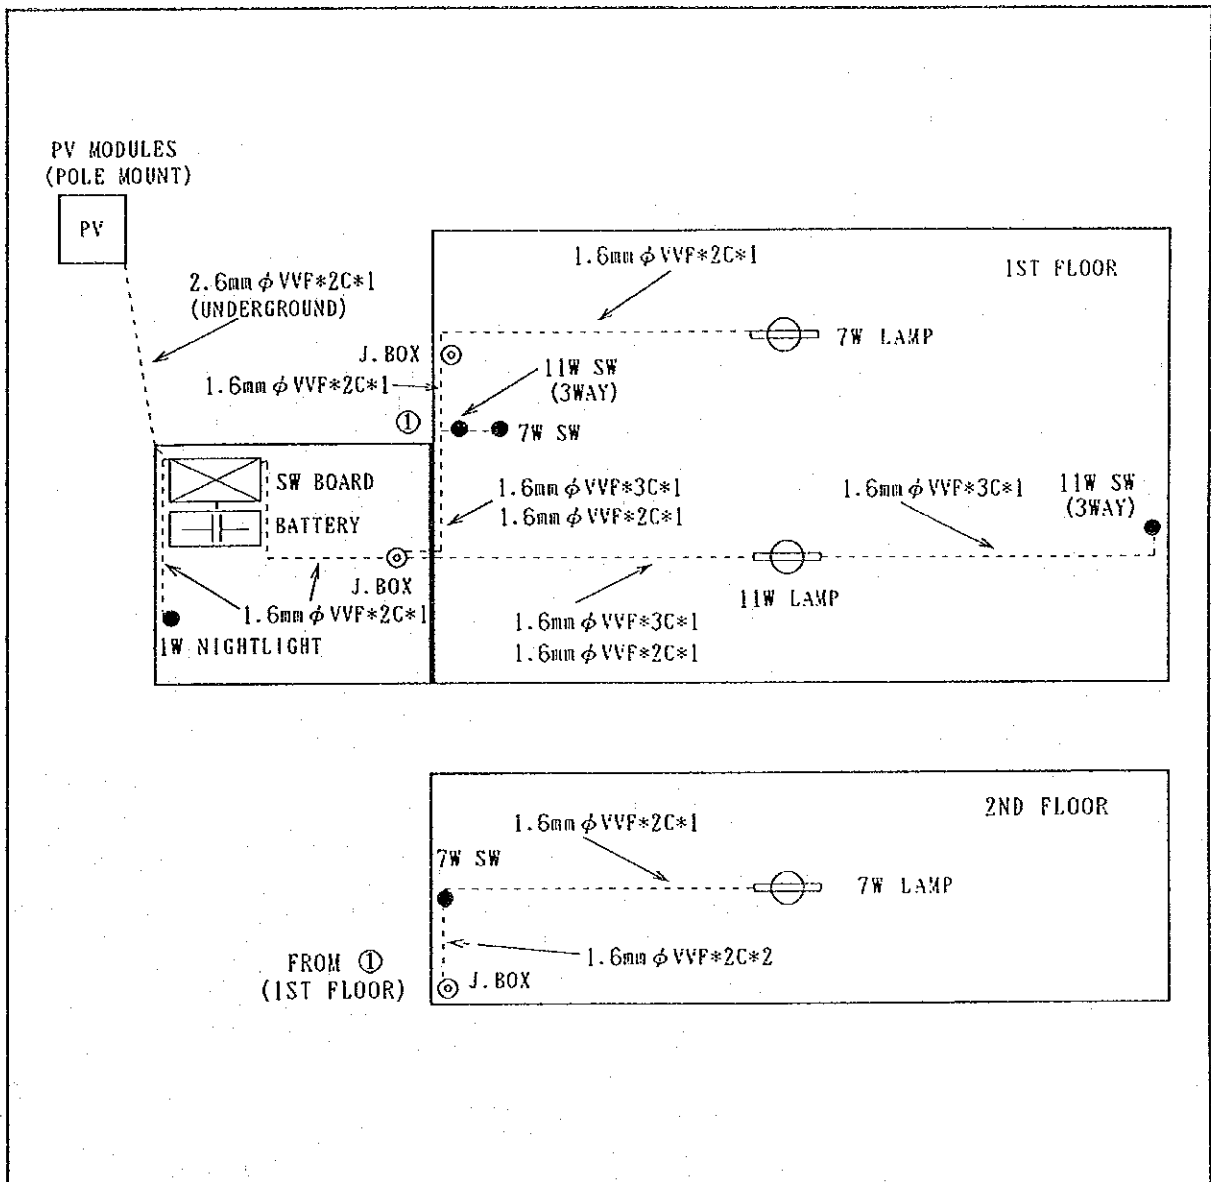 PV MODULES
(POLE MOUNT)
PV
2.6mm φ VVF*2C*1
(UNDERGROUND)
1.6mm φ VVF*2C*1
1ST FLOOR
7W LAMP
J.BOX
1.6mm φ VVF*2C*1
11W SW
(3WAY)
①
7W SW
SW BOARD
BATTERY
1.6mm φ VVF*3C*1
1.6mm φ VVF*2C*1
1.6mm φ VVF*3C*1
11W SW
(3WAY)
J.BOX
1.6mm φ VVF*2C*1
1W NIGHTLIGHT
11W LAMP
1.6mm φ VVF*3C*1
1.6mm φ VVF*2C*1
2ND FLOOR
1.6mm φ VVF*2C*1
7W SW
7W LAMP
1.6mm φ VVF*2C*2
FROM ①
(1ST FLOOR)
J.BOX